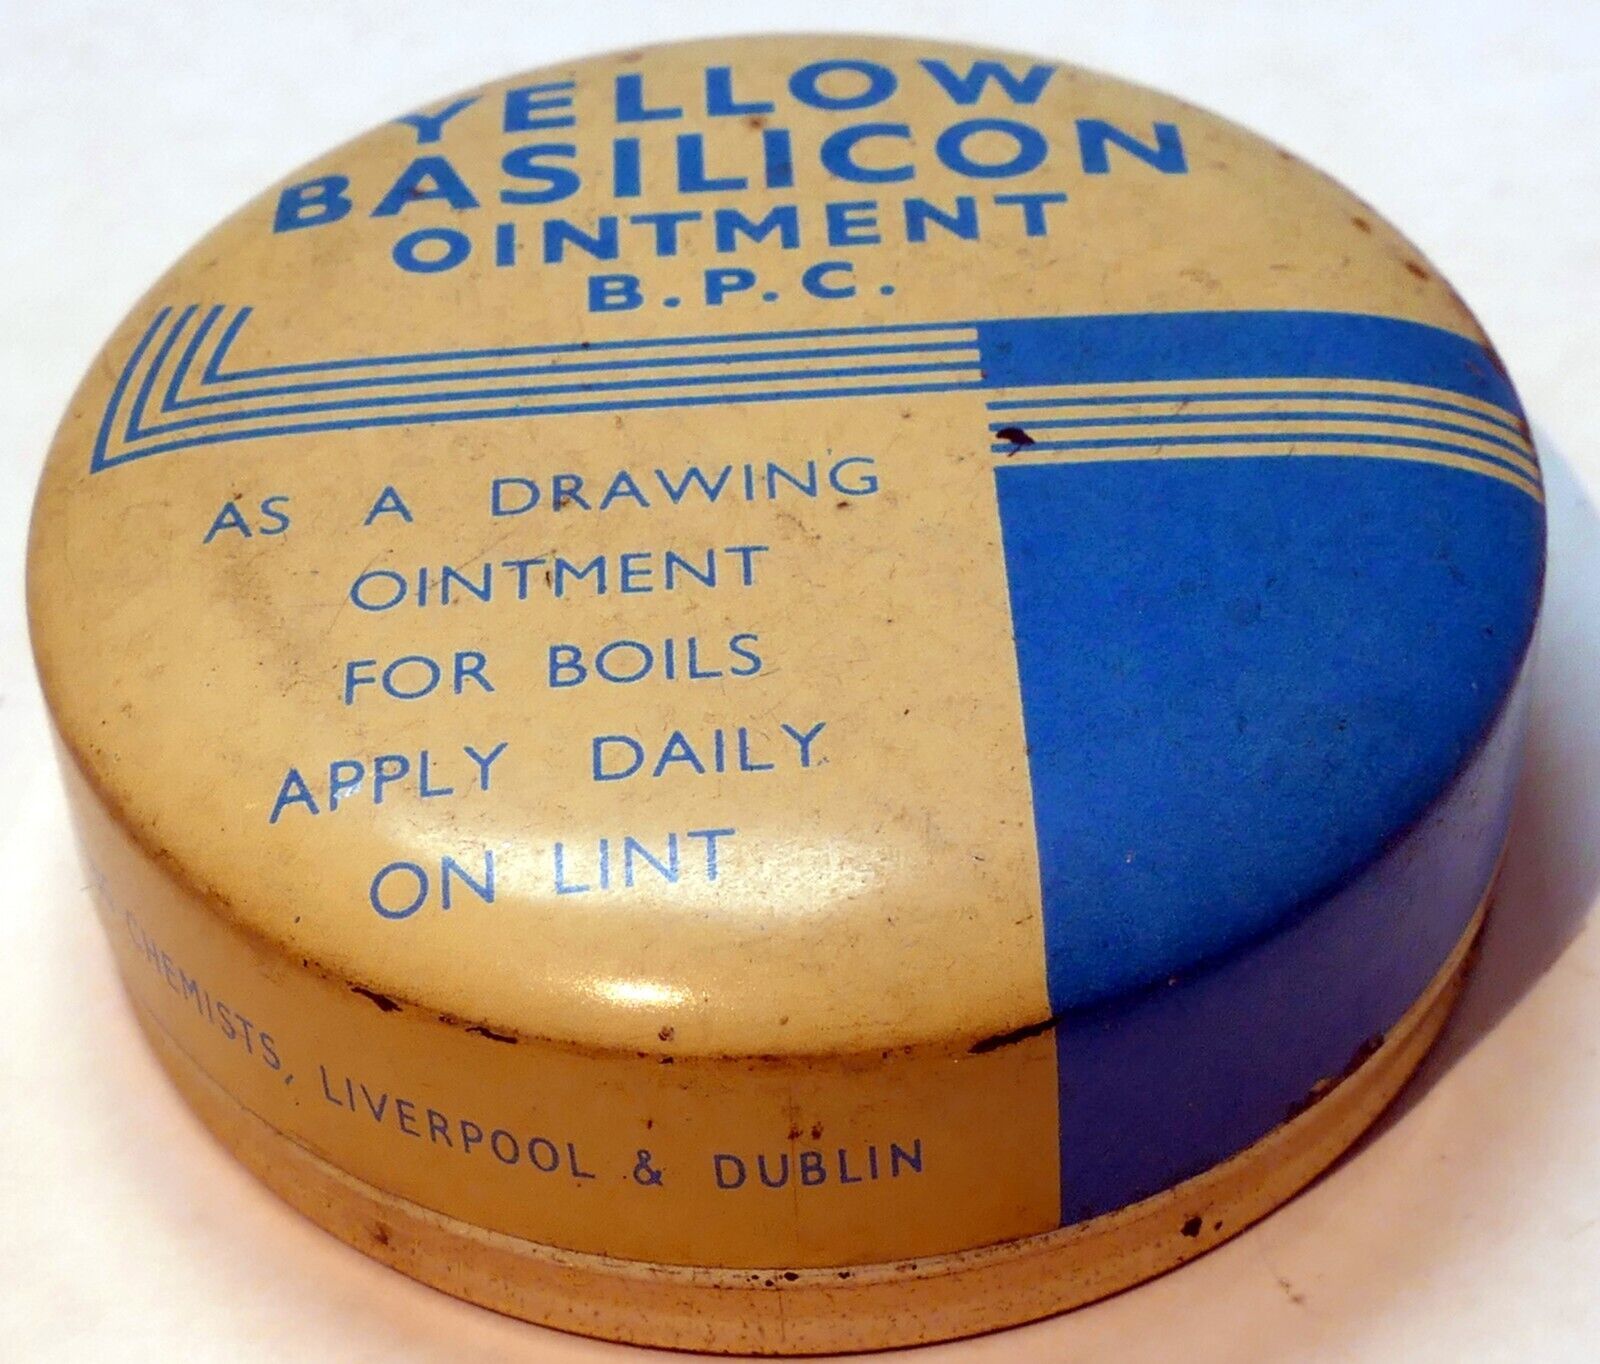 YELLOW
BASILICON
OINTMENT
B.P.C.
AS A DRAWING
OINTMENT
FOR BOILS
APPLY DAILY
ON LINT
CHEMISTS, LIVERPOOL & DUBLIN